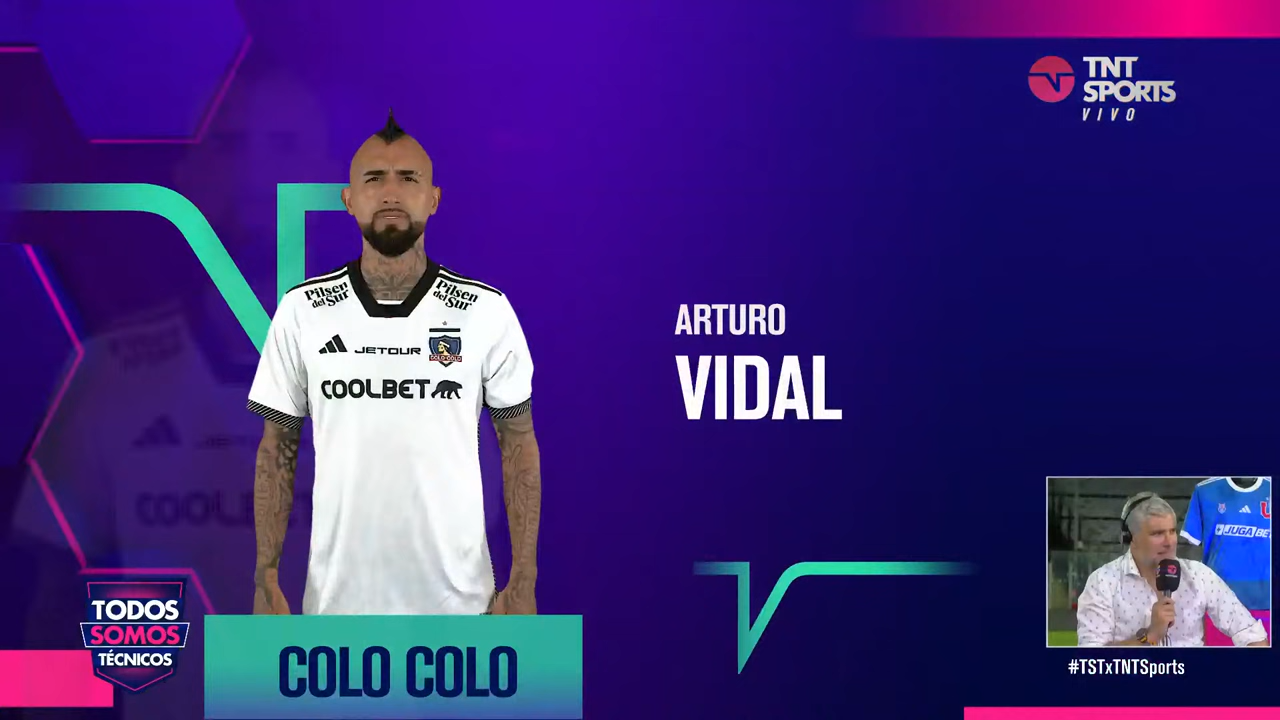 TNT
SPORTS
VIVO
Pilsen
del Sur
Pilsen
del Sur
JETOUR
COLO-COLO
COOLBET
ARTURO
VIDAL
COOLBET
U
JUGABET
TODOS
SOMOS
TÉCNICOS
COLO COLO
#TSTxTNTSports